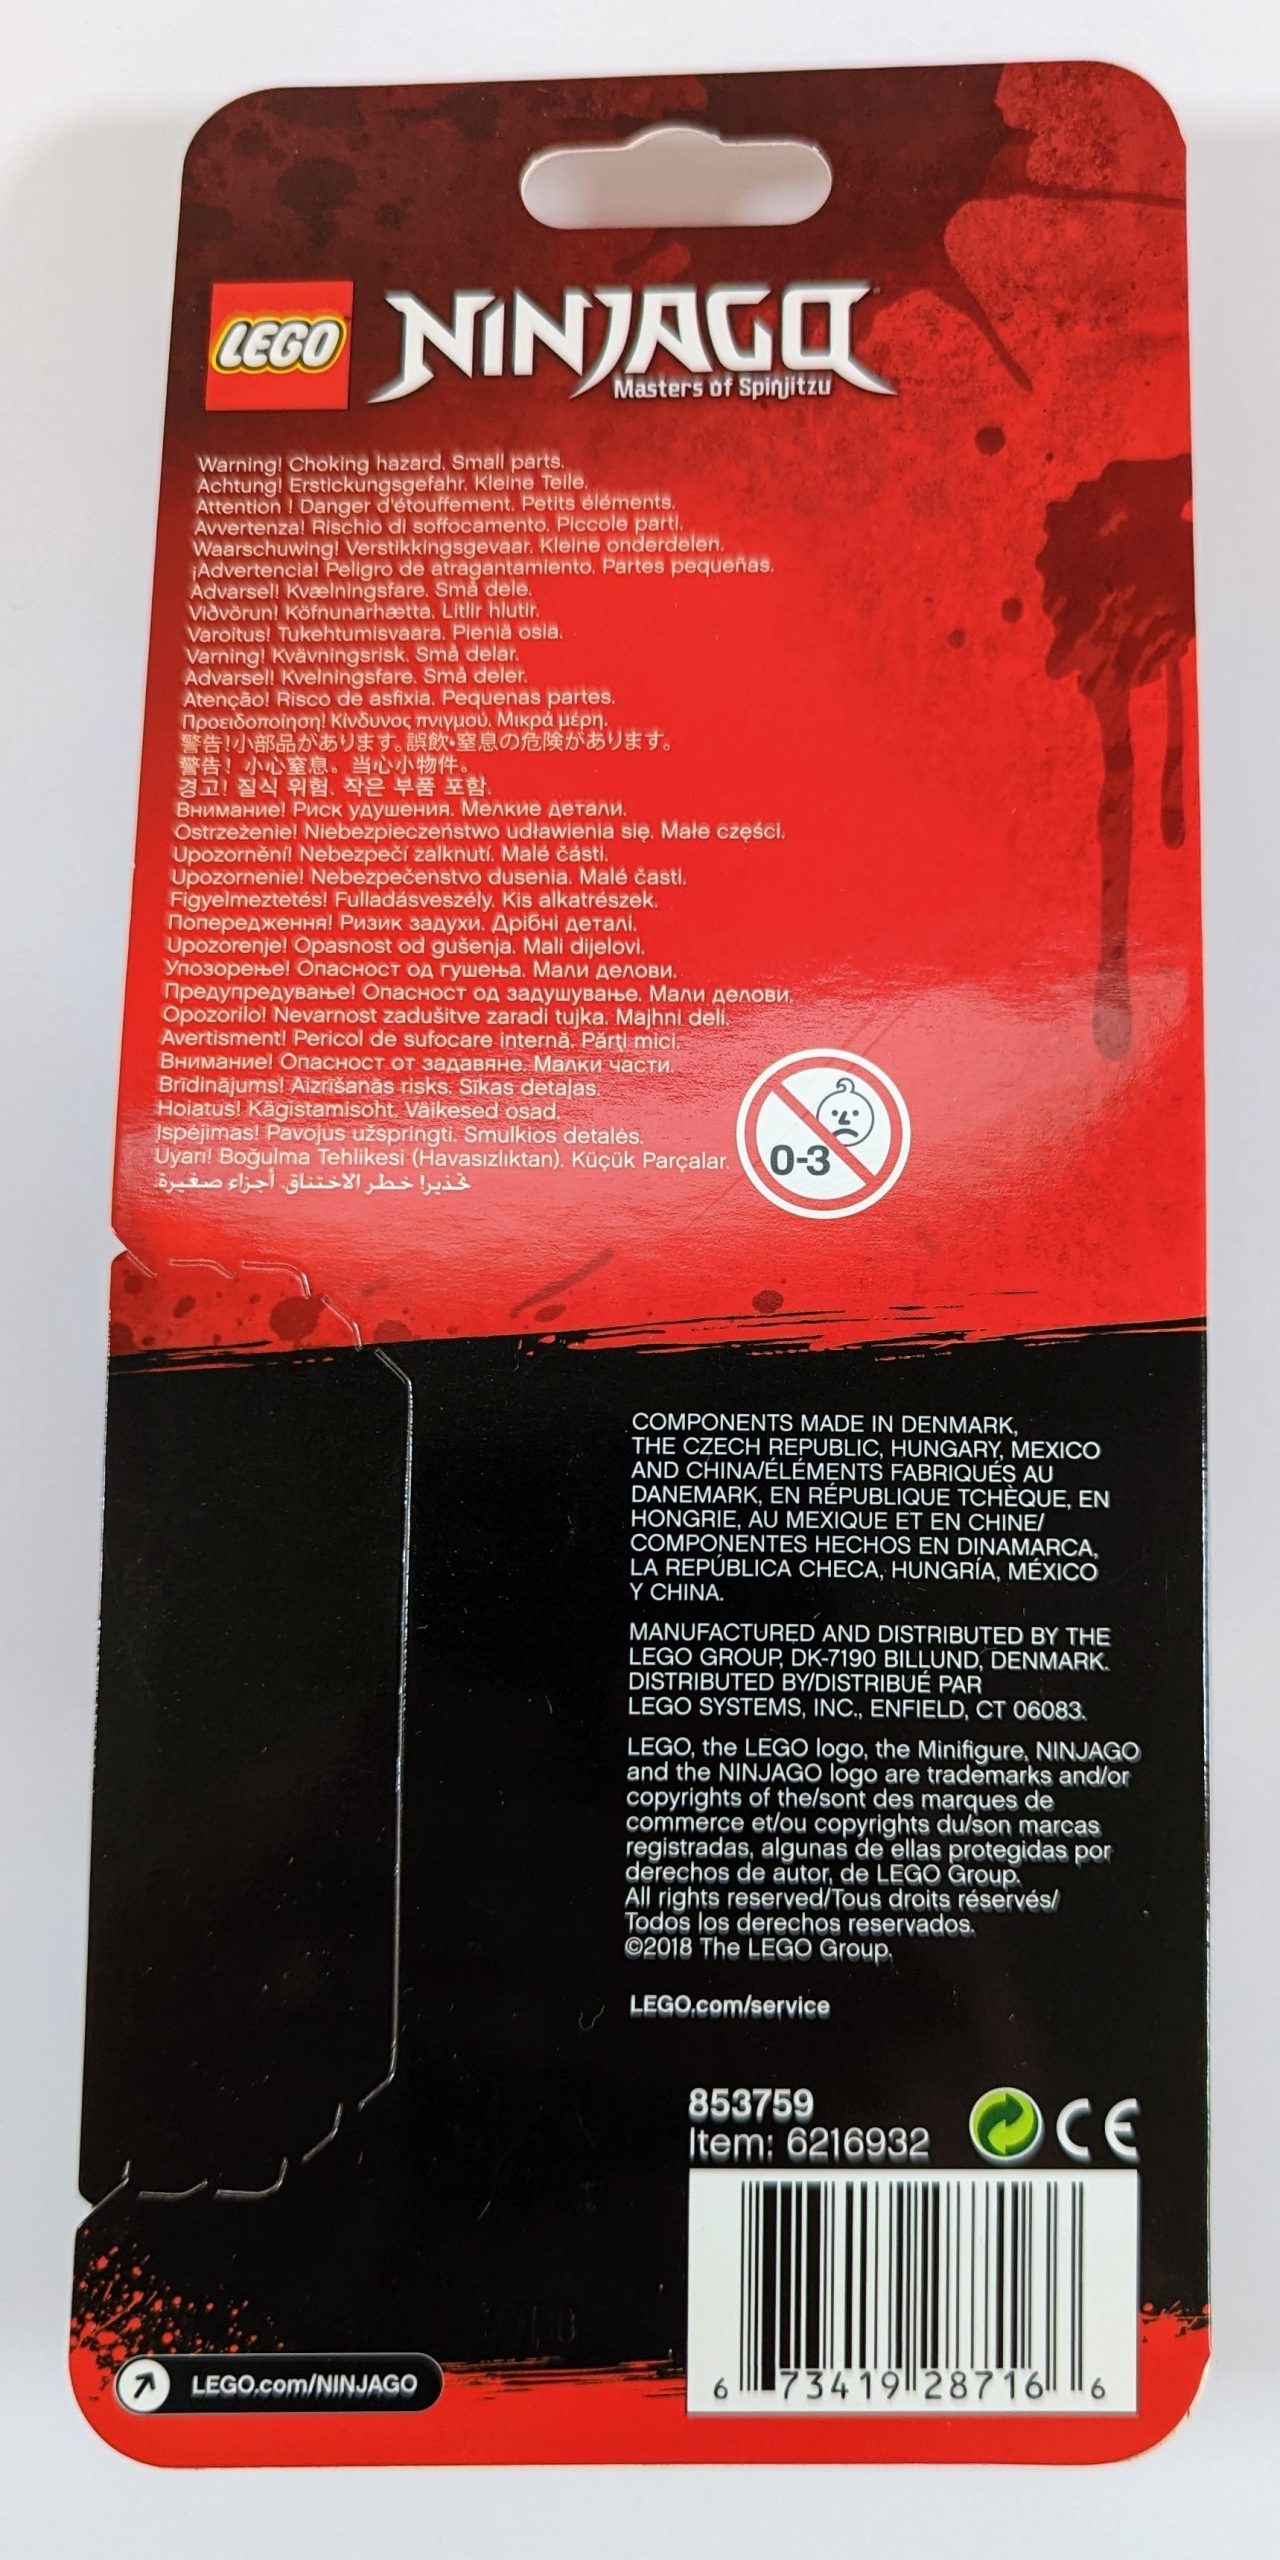 LEGO NINJAGO
Masters of Spinjitzu
Warning! Choking hazard. Small parts.
Achtung! Erstickungsgefahr. Kleine Teile.
Attention ! Danger d'étouffement. Petits éléments.
Avvertenza! Rischio di soffocamento. Piccole parti.
Waarschuwing! Verstikkingsgevaar. Kleine onderdelen.
¡Advertencia! Peligro de atragantamiento. Partes pequeñas.
Advarsel! Kvælningsfare. Små dele.
Viðvörun! Köfnunarhætta. Litlir hlutir.
Varoitus! Tukehtumisvaara. Pieniä osia.
Varning! Kvävningsrisk. Små delar.
Advarsel! Kvelningsfare. Små deler.
Atenção! Risco de asfixia. Pequenas partes.
Προειδοποίηση! Κίνδυνος πνιγμού. Μικρά μέρη.
警告!小部品があります。誤飲・窒息の危険があります。
警告！小心窒息。当心小物件。
경고! 질식 위험. 작은 부품 포함.
Внимание! Риск удушения. Мелкие детали.
Ostrzeżenie! Niebezpieczeństwo udławienia się. Małe części.
Upozornění! Nebezpečí zalknutí. Malé části.
Upozornenie! Nebezpečenstvo dusenia. Malé časti.
Figyelmeztetés! Fulladásveszély. Kis alkatrészek.
Попередження! Ризик задухи. Дрібні деталі.
Upozorenje! Opasnost od gušenja. Mali dijelovi.
Упозорење! Опасност од гушења. Мали делови.
Предупредување! Опасност од задушување. Мали делови.
Opozorilo! Nevarnost zadušitve zaradi tujka. Majhni deli.
Avertisment! Pericol de sufocare internă. Părţi mici.
Внимание! Опасност от задавяне. Малки части.
Brīdinājums! Aizrīšanās risks. Sīkas detaļas.
Hoiatus! Kägistamisoht. Väikesed osad.
Įspėjimas! Pavojus užspringti. Smulkios detalės.
Uyarı! Boğulma Tehlikesi (Havasızlıktan). Küçük Parçalar.
تحذير! خطر الاختناق. أجزاء صغيرة.
0-3
COMPONENTS MADE IN DENMARK,
THE CZECH REPUBLIC, HUNGARY, MEXICO
AND CHINA/ÉLÉMENTS FABRIQUÉS AU
DANEMARK, EN RÉPUBLIQUE TCHÈQUE, EN
HONGRIE, AU MEXIQUE ET EN CHINE/
COMPONENTES HECHOS EN DINAMARCA,
LA REPÚBLICA CHECA, HUNGRÍA, MÉXICO
Y CHINA.
MANUFACTURED AND DISTRIBUTED BY THE
LEGO GROUP, DK-7190 BILLUND, DENMARK.
DISTRIBUTED BY/DISTRIBUÉ PAR
LEGO SYSTEMS, INC., ENFIELD, CT 06083.
LEGO, the LEGO logo, the Minifigure, NINJAGO
and the NINJAGO logo are trademarks and/or
copyrights of the/sont des marques de
commerce et/ou copyrights du/son marcas
registradas, algunas de ellas protegidas por
derechos de autor, de LEGO Group.
All rights reserved/Tous droits réservés/
Todos los derechos reservados.
©2018 The LEGO Group.
LEGO.com/service
853759
Item: 6216932
CE
6 73419 28716 6
LEGO.com/NINJAGO